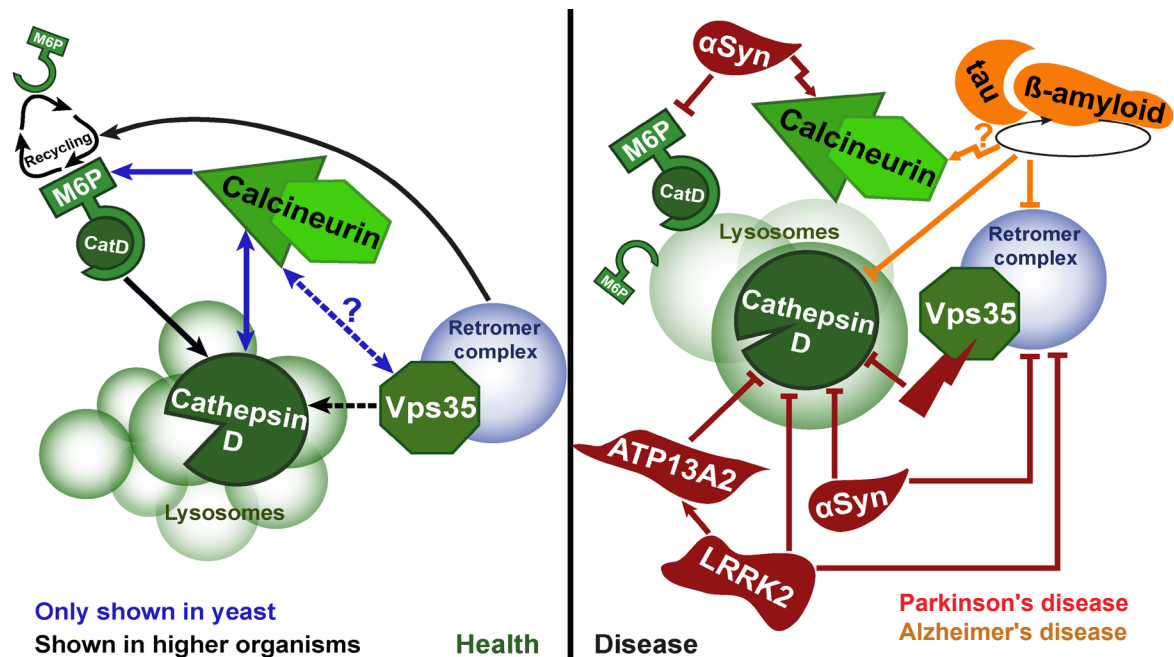 M6P
Recycling
M6P
CatD
Calcineurin
?
Retromer
complex
Vps35
Cathepsin
D
Lysosomes
Only shown in yeast
Shown in higher organisms
Health
αSyn
tau
ß-amyloid
M6P
CatD
Calcineurin
?
Lysosomes
M6P
Retromer
complex
Cathepsin
D
Vps35
ATP13A2
αSyn
LRRK2
Parkinson's disease
Alzheimer's disease
Disease